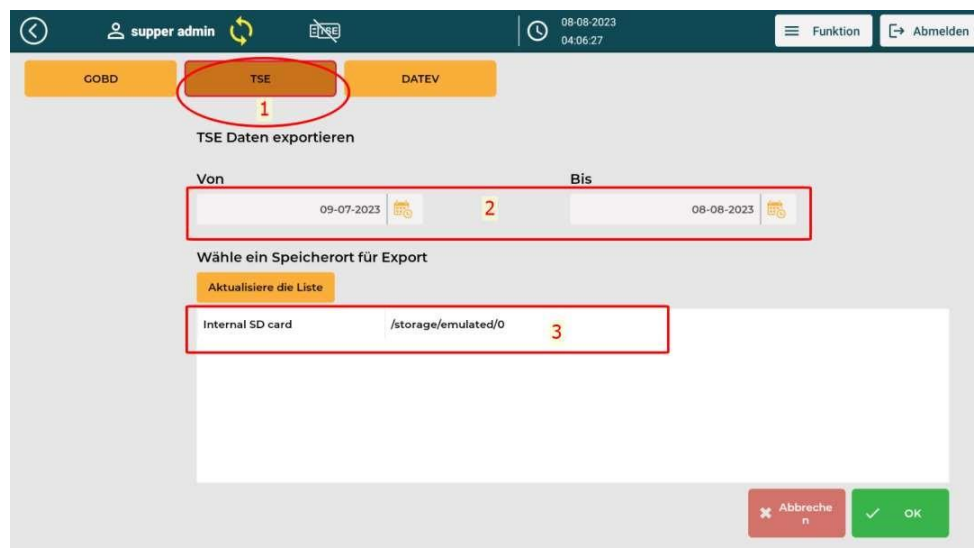 supper admin
TSE
08-08-2023
04:06:27
Funktion
Abmelden
GOBD
TSE
DATEV
1
TSE Daten exportieren
Von
Bis
09-07-2023
2
08-08-2023
Wähle ein Speicherort für Export
Aktualisiere die Liste
Internal SD card
/storage/emulated/0
3
Abbreche
n
OK